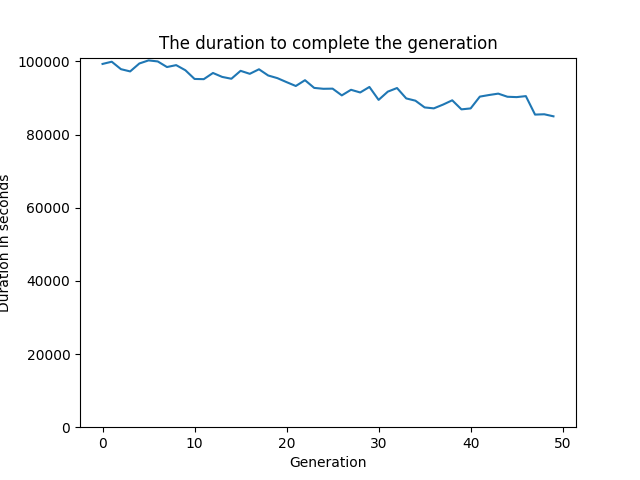 The duration to complete the generation
Duration in seconds
100000
80000
60000
40000
20000
0
0 10 20 30 40 50
Generation